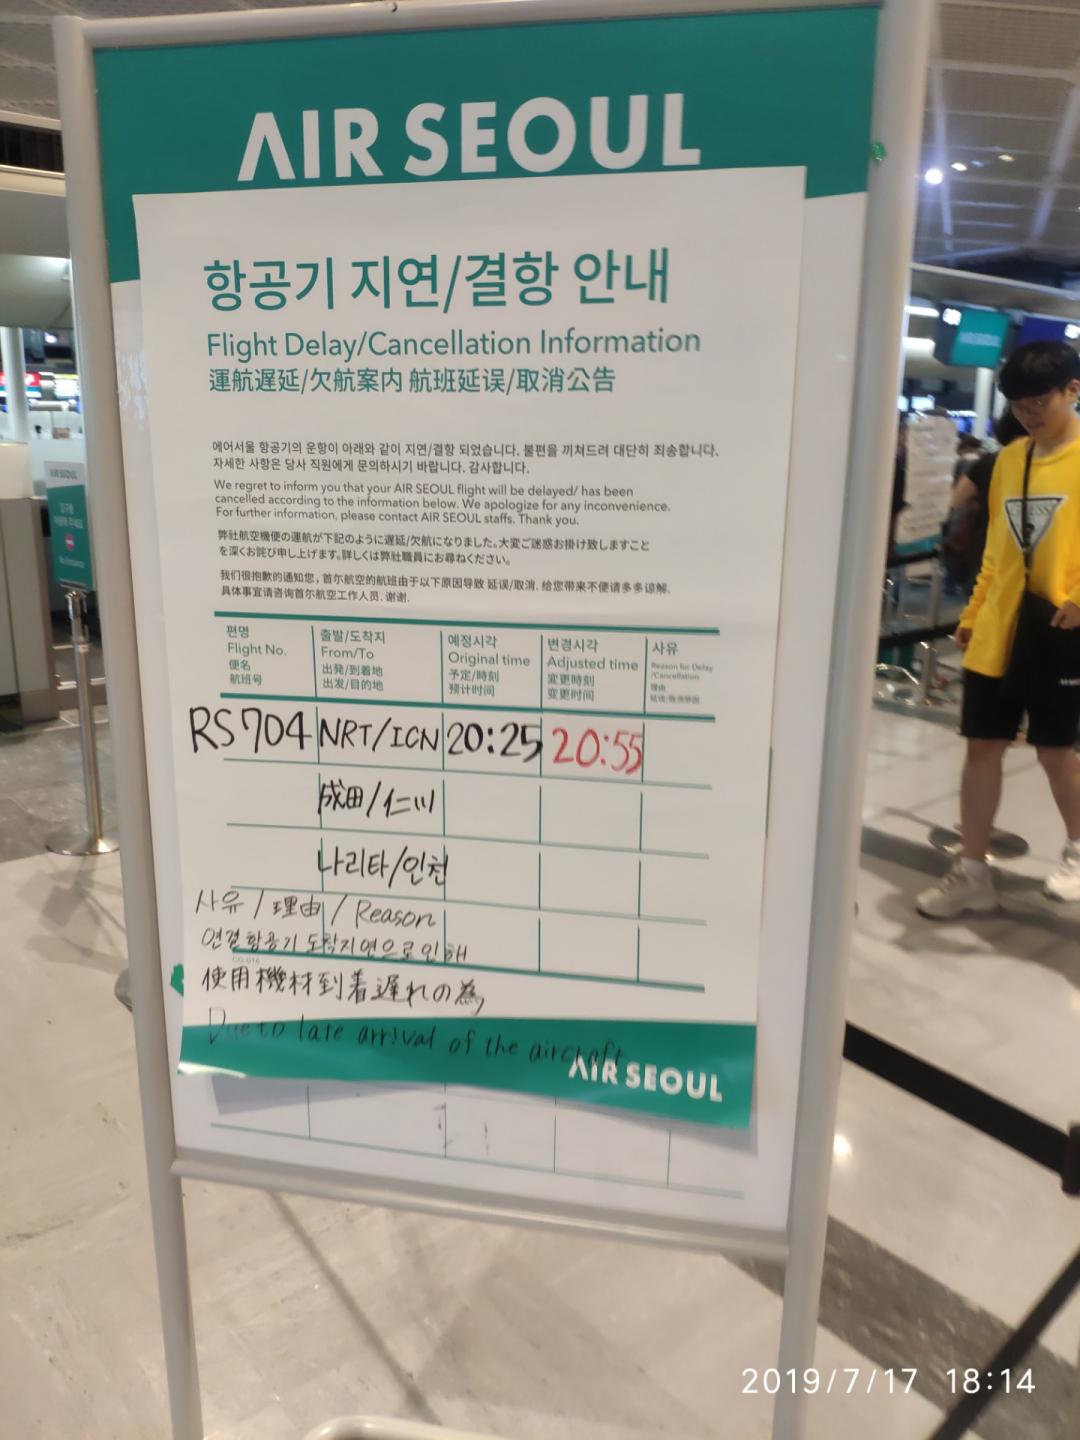 AIR SEOUL
항공기 지연/결항 안내
Flight Delay/Cancellation Information
運航遅延/欠航案内 航班延误/取消公告
에어서울 항공기의 운항이 아래와 같이 지연/결항 되었습니다. 불편을 끼쳐드려 대단히 죄송합니다.
자세한 사항은 당사 직원에게 문의하시기 바랍니다. 감사합니다.
We regret to inform you that your AIR SEOUL flight will be delayed/ has been
cancelled according to the information below. We apologize for any inconvenience.
For further information, please contact AIR SEOUL staffs. Thank you.
弊社航空機便の運航が下記のように遅延/欠航になりました。大変ご迷惑お掛け致しますこと
を深くお詫び申し上げます。詳しくは弊社職員にお尋ねください。
我们很抱歉的通知您，首尔航空的航班由于以下原因导致 延误/取消. 给您带来不便请多多谅解.
具体事宜请咨询首尔航空工作人员. 谢谢.
편명 출발/도착지 예정시각 변경시각 사유
Flight No. From/To Original time Adjusted time Reason for Delay
/Cancellation
便名 出発/到着地 予定/時刻 変更時刻 理由
航班号 出发/目的地 预计时间 变更时间 延误/取消原因
RS704 NRT/ICN 20:25 20:55
成田/仁川
나리타/인천
사유 / 理由 / Reason
연결항공기 도착지연으로 인해
CG-016
使用機材到着遅れの為
Due to late arrival of the aircraft
AIR SEOUL
AIR SEOUL
GUESS
2019/7/17 18:14